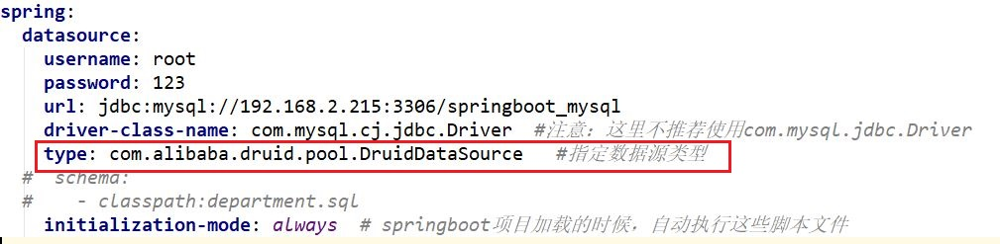 spring:
  datasource:
    username: root
    password: 123
    url: jdbc:mysql://192.168.2.215:3306/springboot_mysql
    driver-class-name: com.mysql.cj.jdbc.Driver  #注意：这里不推荐使用com.mysql.jdbc.Driver
    type: com.alibaba.druid.pool.DruidDataSource   #指定数据源类型
  #  schema:
  #    - classpath:department.sql
    initialization-mode: always  # springboot项目加载的时候，自动执行这些脚本文件